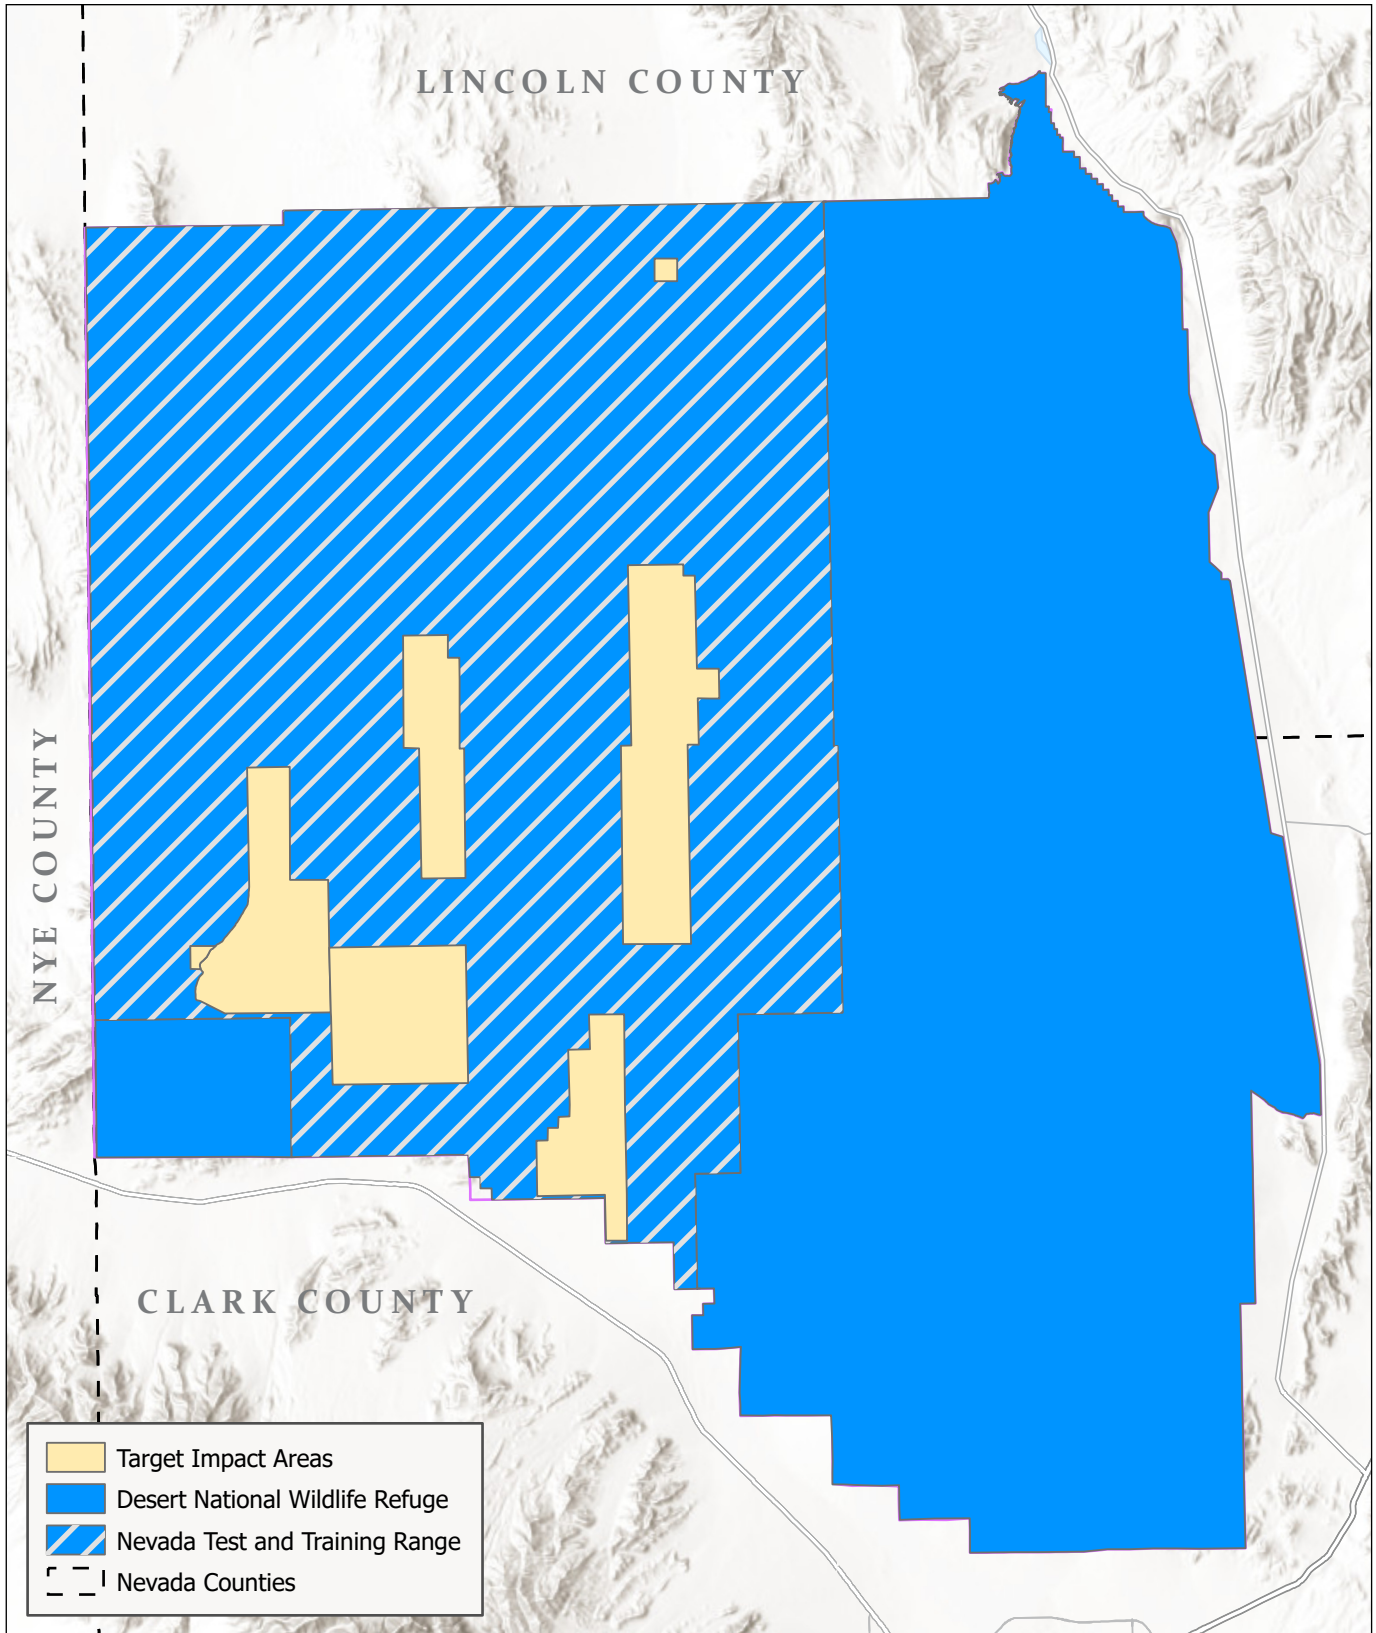 LINCOLN COUNTY
NYE COUNTY
CLARK COUNTY
Target Impact Areas
Desert National Wildlife Refuge
Nevada Test and Training Range
Nevada Counties